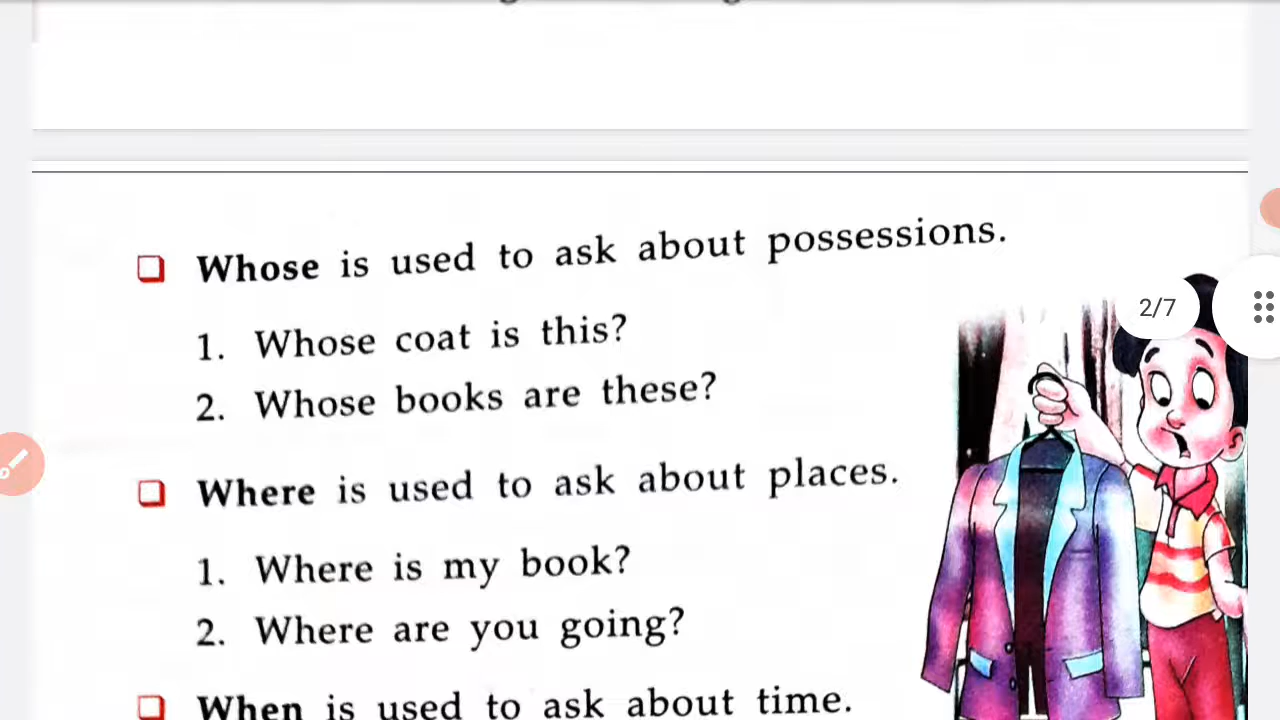 Whose is used to ask about possessions.
2/7
1. Whose coat is this?
2. Whose books are these?
Where is used to ask about places.
1. Where is my book?
2. Where are you going?
When is used to ask about time.